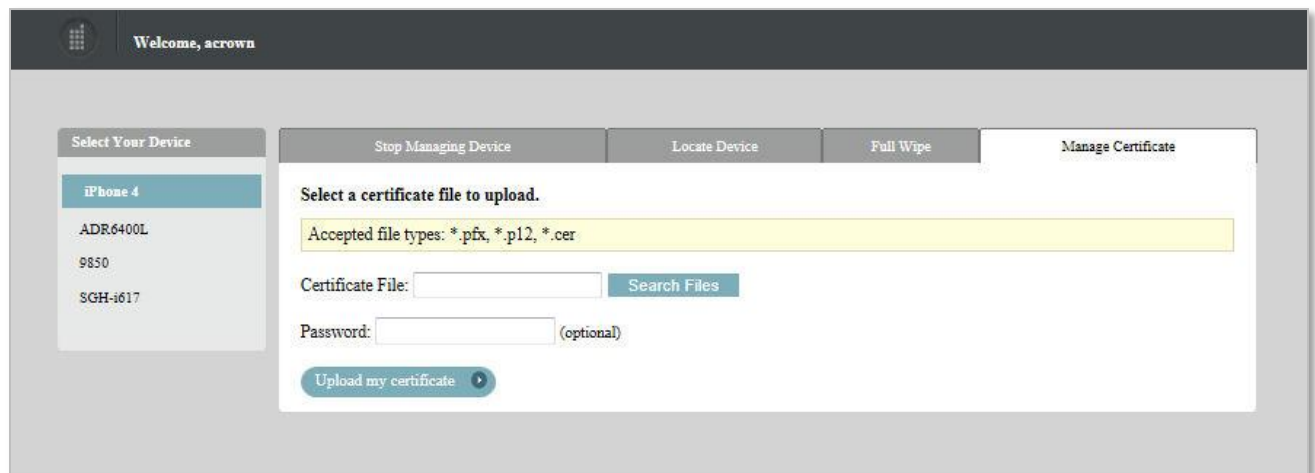 Welcome, acrown
Select Your Device
iPhone 4
ADR6400L
9850
SGH-i617
Stop Managing Device Locate Device Full Wipe Manage Certificate
Select a certificate file to upload.
Accepted file types: *.pfx, *.p12, *.cer
Certificate File: Search Files
Password: (optional)
Upload my certificate